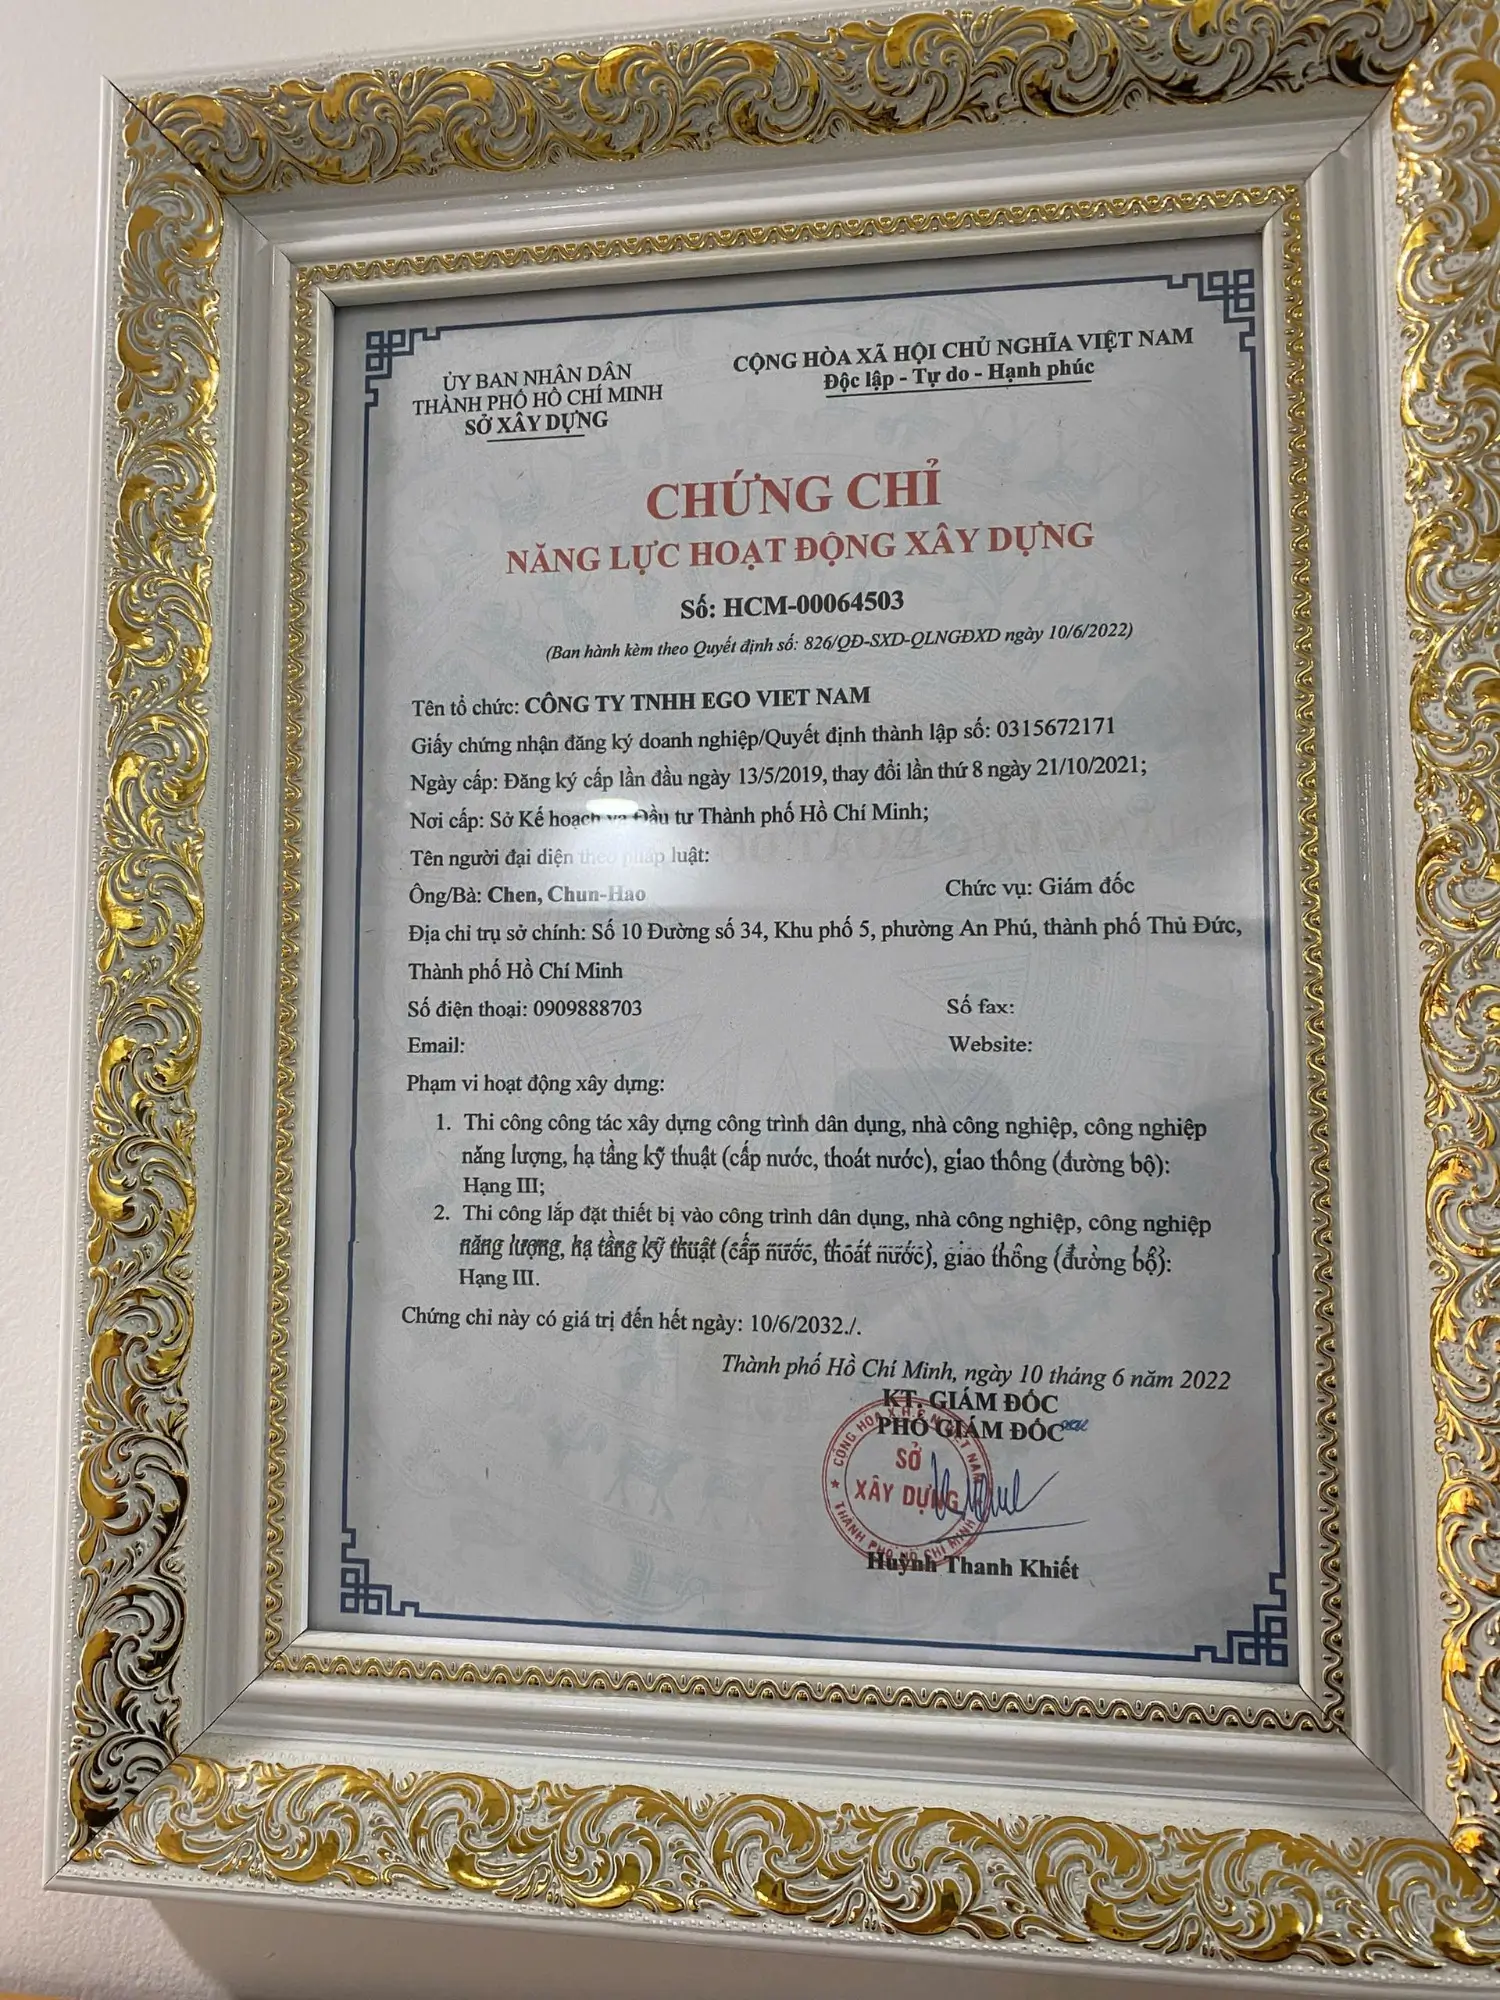 ỦY BAN NHÂN DÂN
THÀNH PHỐ HỒ CHÍ MINH
SỞ XÂY DỰNG
CỘNG HÒA XÃ HỘI CHỦ NGHĨA VIỆT NAM
Độc lập - Tự do - Hạnh phúc
CHỨNG CHỈ
NĂNG LỰC HOẠT ĐỘNG XÂY DỰNG
Số: HCM-00064503
(Ban hành kèm theo Quyết định số: 826/QĐ-SXD-QLNGĐXD ngày 10/6/2022)
Tên tổ chức: CÔNG TY TNHH EGO VIET NAM
Giấy chứng nhận đăng ký doanh nghiệp/Quyết định thành lập số: 0315672171
Ngày cấp: Đăng ký cấp lần đầu ngày 13/5/2019, thay đổi lần thứ 8 ngày 21/10/2021;
Nơi cấp: Sở Kế hoạch và Đầu tư Thành phố Hồ Chí Minh;
Tên người đại diện theo pháp luật:
Ông/Bà: Chen, Chun-Hao Chức vụ: Giám đốc
Địa chỉ trụ sở chính: Số 10 Đường số 34, Khu phố 5, phường An Phú, thành phố Thủ Đức,
Thành phố Hồ Chí Minh
Số điện thoại: 0909888703 Số fax:
Email: Website:
Phạm vi hoạt động xây dựng:
1. Thi công công tác xây dựng công trình dân dụng, nhà công nghiệp, công nghiệp
năng lượng, hạ tầng kỹ thuật (cấp nước, thoát nước), giao thông (đường bộ):
Hạng III;
2. Thi công lắp đặt thiết bị vào công trình dân dụng, nhà công nghiệp, công nghiệp
năng lượng, hạ tầng kỹ thuật (cấp nước, thoát nước), giao thông (đường bộ):
Hạng III.
Chứng chỉ này có giá trị đến hết ngày: 10/6/2032./.
Thành phố Hồ Chí Minh, ngày 10 tháng 6 năm 2022
KT. GIÁM ĐỐC
PHÓ GIÁM ĐỐC
CỘNG HÒA X.H.C.N VIỆT NAM
SỞ
XÂY DỰNG
THÀNH PHỐ HỒ CHÍ MINH
Huỳnh Thanh Khiết